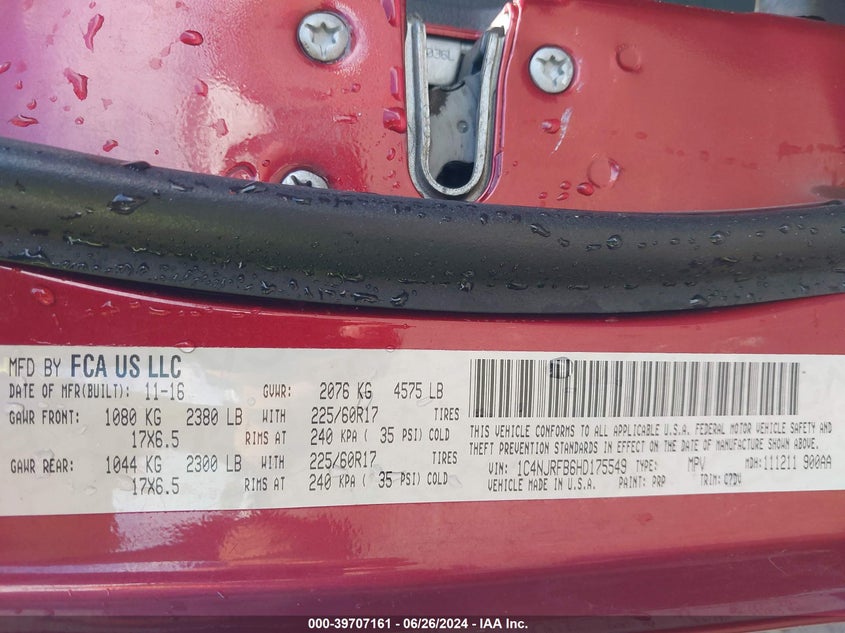 036L
MFD BY FCA US LLC
DATE OF MFR(BUILT): 11-16 GVWR: 2076 KG 4575 LB
GAWR FRONT: 1080 KG 2380 LB WITH 225/60R17 TIRES
17X6.5 RIMS AT 240 KPA ( 35 PSI) COLD
GAWR REAR: 1044 KG 2300 LB WITH 225/60R17 TIRES
17X6.5 RIMS AT 240 KPA ( 35 PSI) COLD
THIS VEHICLE CONFORMS TO ALL APPLICABLE U.S.A. FEDERAL MOTOR VEHICLE SAFETY AND
THEFT PREVENTION STANDARDS IN EFFECT ON THE DATE OF MANUFACTURE SHOWN ABOVE.
VIN: 1C4NJRFB6HD175549 TYPE: MPV MDH: 111211 900AA
VEHICLE MADE IN U.S.A. PAINT: PRP TRIM: C7DV
000-39707161 - 06/26/2024 - IAA Inc.